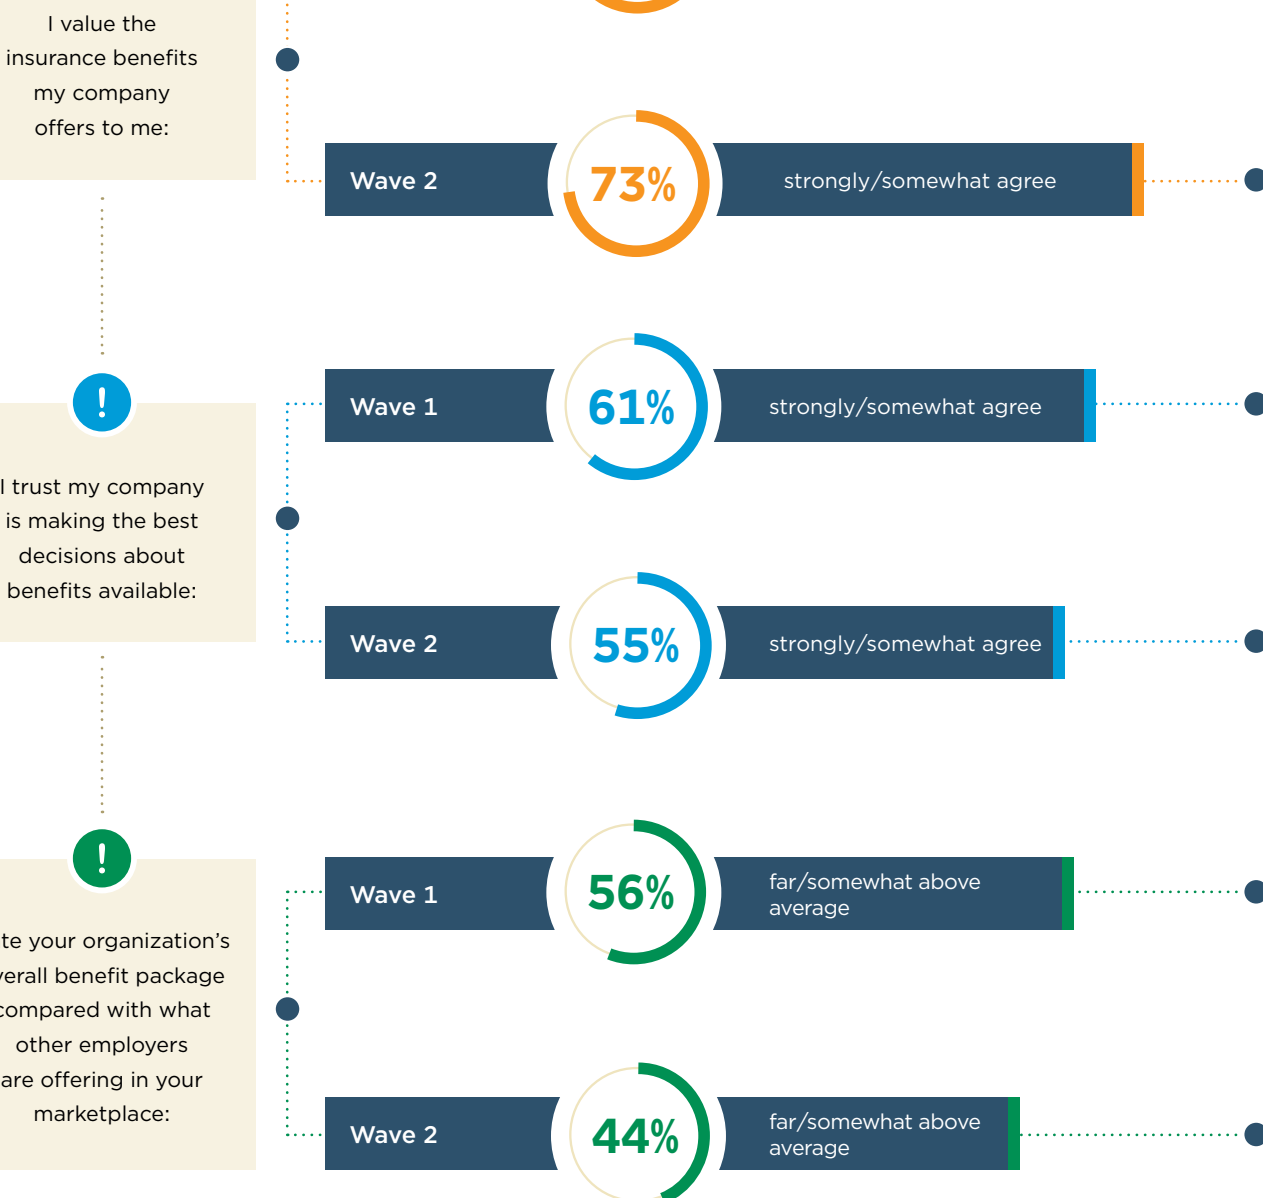 I value the
insurance benefits
my company
offers to me:
Wave 2
73%
strongly/somewhat agree
Wave 1
61%
strongly/somewhat agree
I trust my company
is making the best
decisions about
benefits available:
Wave 2
55%
strongly/somewhat agree
Wave 1
56%
far/somewhat above
average
te your organization's
verall benefit package
compared with what
other employers
are offering in your
marketplace:
Wave 2
44%
far/somewhat above
average